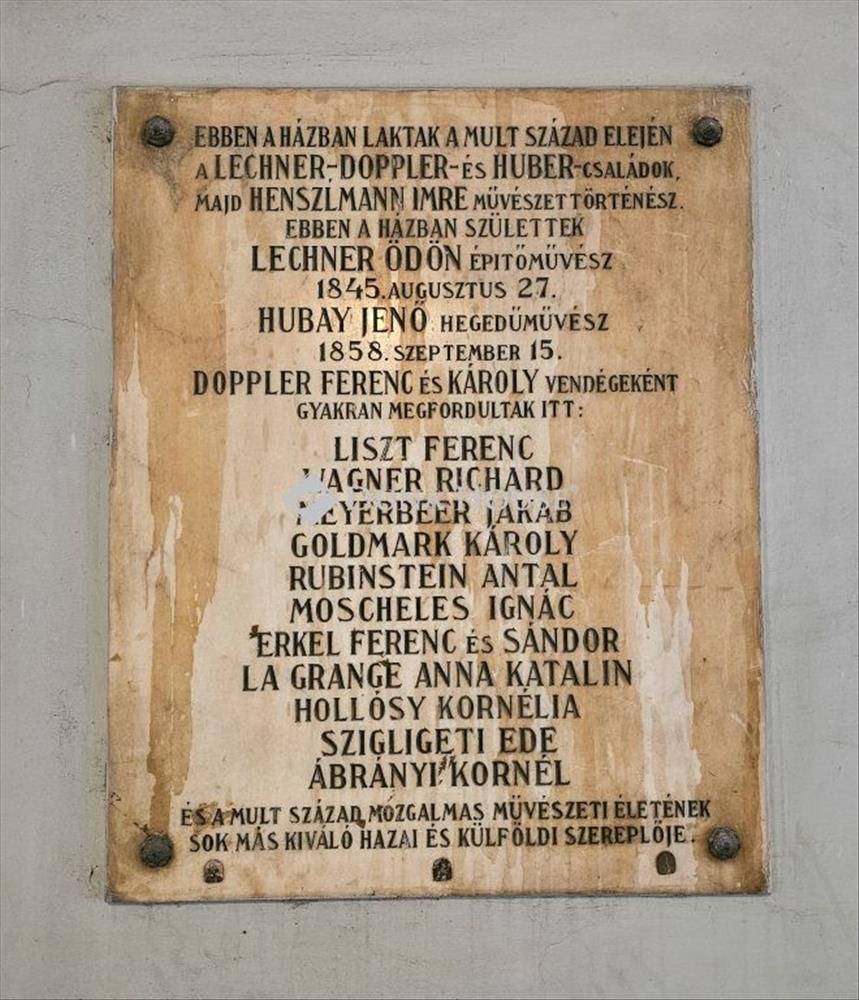 EBBEN A HÁZBAN LAKTAK A MULT SZÁZAD ELEJÉN
A LECHNER-DOPPLER-ÉS HUBER-CSALÁDOK,
MAJD HENSZLMANN IMRE MŰVÉSZETTÖRTÉNÉSZ.
EBBEN A HÁZBAN SZÜLETTEK
LECHNER ÖDÖN ÉPITŐMŰVÉSZ
1845.AUGUSZTUS 27.
HUBAY JENŐ HEGEDŰMŰVÉSZ
1858.SZEPTEMBER 15.
DOPPLER FERENC ÉS KÁROLY VENDÉGEKÉNT
GYAKRAN MEGFORDULTAK ITT:
LISZT FERENC
WAGNER RICHARD
MEYERBEER JAKAB
GOLDMARK KÁROLY
RUBINSTEIN ANTAL
MOSCHELES IGNÁC
ERKEL FERENC ÉS SÁNDOR
LA GRANGE ANNA KATALIN
HOLLÓSY KORNÉLIA
SZIGLIGETI EDE
ÁBRÁNYI KORNÉL
ÉS A MULT SZÁZAD MOZGALMAS MŰVÉSZETI ÉLETÉNEK
SOK MÁS KIVÁLÓ HAZAI ÉS KÜLFÖLDI SZEREPLŐJE.